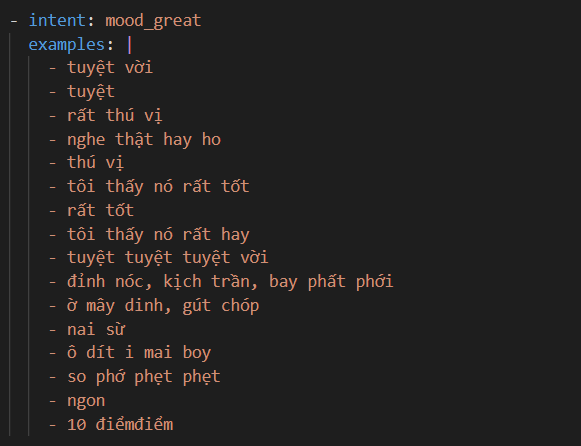 - intent: mood_great
examples: |
- tuyệt vời
- tuyệt
- rất thú vị
- nghe thật hay ho
- thú vị
- tôi thấy nó rất tốt
- rất tốt
- tôi thấy nó rất hay
- tuyệt tuyệt tuyệt vời
- đỉnh nóc, kịch trần, bay phất phới
- ờ mây dinh, gút chóp
- nai sừ
- ô dít i mai boy
- so phớ phẹt phẹt
- ngon
- 10 điểmđiểm